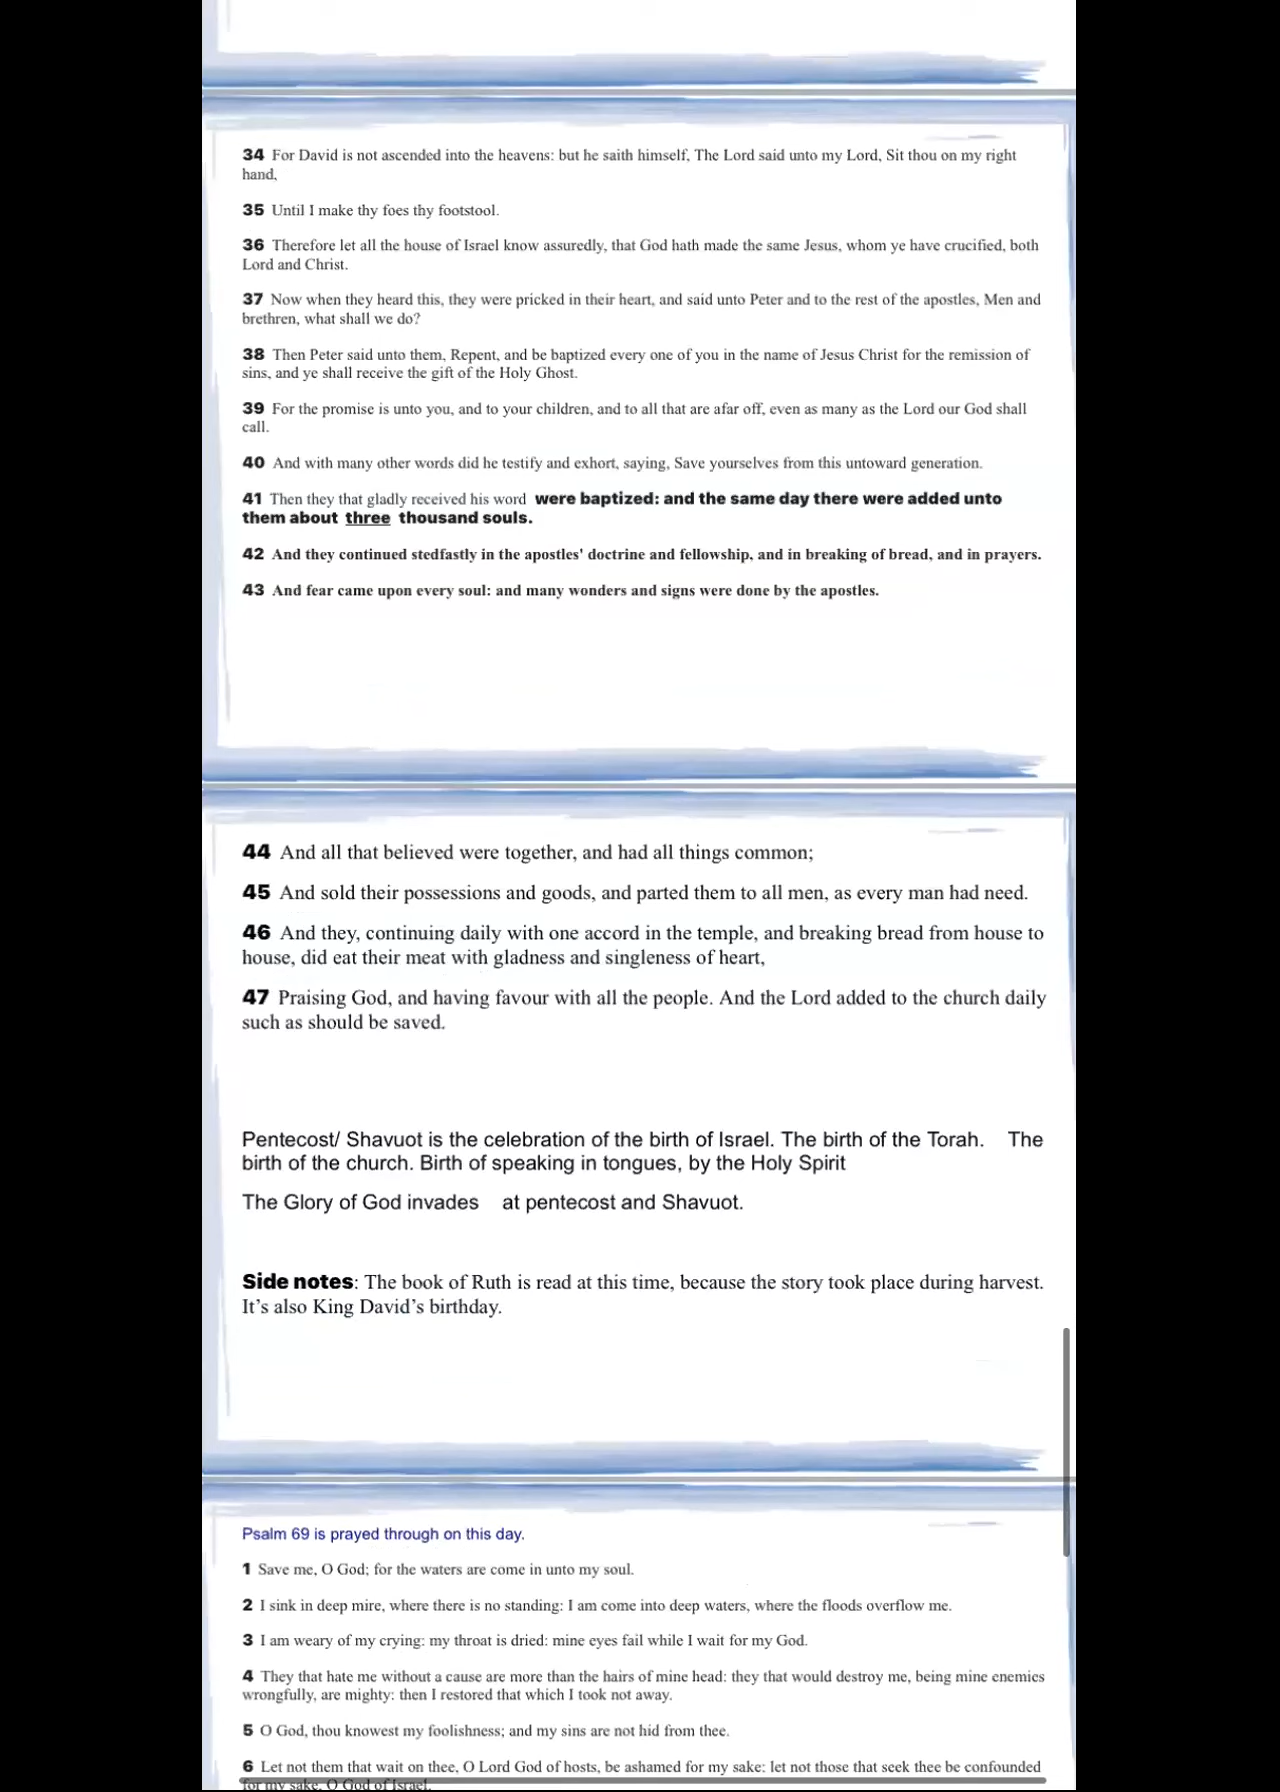 34 For David is not ascended into the heavens: but he saith himself, The Lord said unto my Lord, Sit thou on my right
hand,
35 Until I make thy foes thy footstool.
36 Therefore let all the house of Israel know assuredly, that God hath made the same Jesus, whom ye have crucified, both
Lord and Christ.
37 Now when they heard this, they were pricked in their heart, and said unto Peter and to the rest of the apostles, Men and
brethren, what shall we do?
38 Then Peter said unto them, Repent, and be baptized every one of you in the name of Jesus Christ for the remission of
sins, and ye shall receive the gift of the Holy Ghost.
39 For the promise is unto you, and to your children, and to all that are afar off, even as many as the Lord our God shall
call.
40 And with many other words did he testify and exhort, saying, Save yourselves from this untoward generation.
41 Then they that gladly received his word were baptized: and the same day there were added unto
them about three thousand souls.
42 And they continued stedfastly in the apostles' doctrine and fellowship, and in breaking of bread, and in prayers.
43 And fear came upon every soul: and many wonders and signs were done by the apostles.
44 And all that believed were together, and had all things common;
45 And sold their possessions and goods, and parted them to all men, as every man had need.
46 And they, continuing daily with one accord in the temple, and breaking bread from house to
house, did eat their meat with gladness and singleness of heart,
47 Praising God, and having favour with all the people. And the Lord added to the church daily
such as should be saved.
Pentecost/ Shavuot is the celebration of the birth of Israel. The birth of the Torah. The
birth of the church. Birth of speaking in tongues, by the Holy Spirit
The Glory of God invades at pentecost and Shavuot.
Side notes: The book of Ruth is read at this time, because the story took place during harvest.
It's also King David's birthday.
Psalm 69 is prayed through on this day.
1 Save me, O God; for the waters are come in unto my soul.
2 I sink in deep mire, where there is no standing: I am come into deep waters, where the floods overflow me.
3 I am weary of my crying: my throat is dried: mine eyes fail while I wait for my God.
4 They that hate me without a cause are more than the hairs of mine head: they that would destroy me, being mine enemies
wrongfully, are mighty: then I restored that which I took not away.
5 O God, thou knowest my foolishness; and my sins are not hid from thee.
6 Let not them that wait on thee, O Lord God of hosts, be ashamed for my sake: let not those that seek thee be confounded
for my sake, O God of Israel.